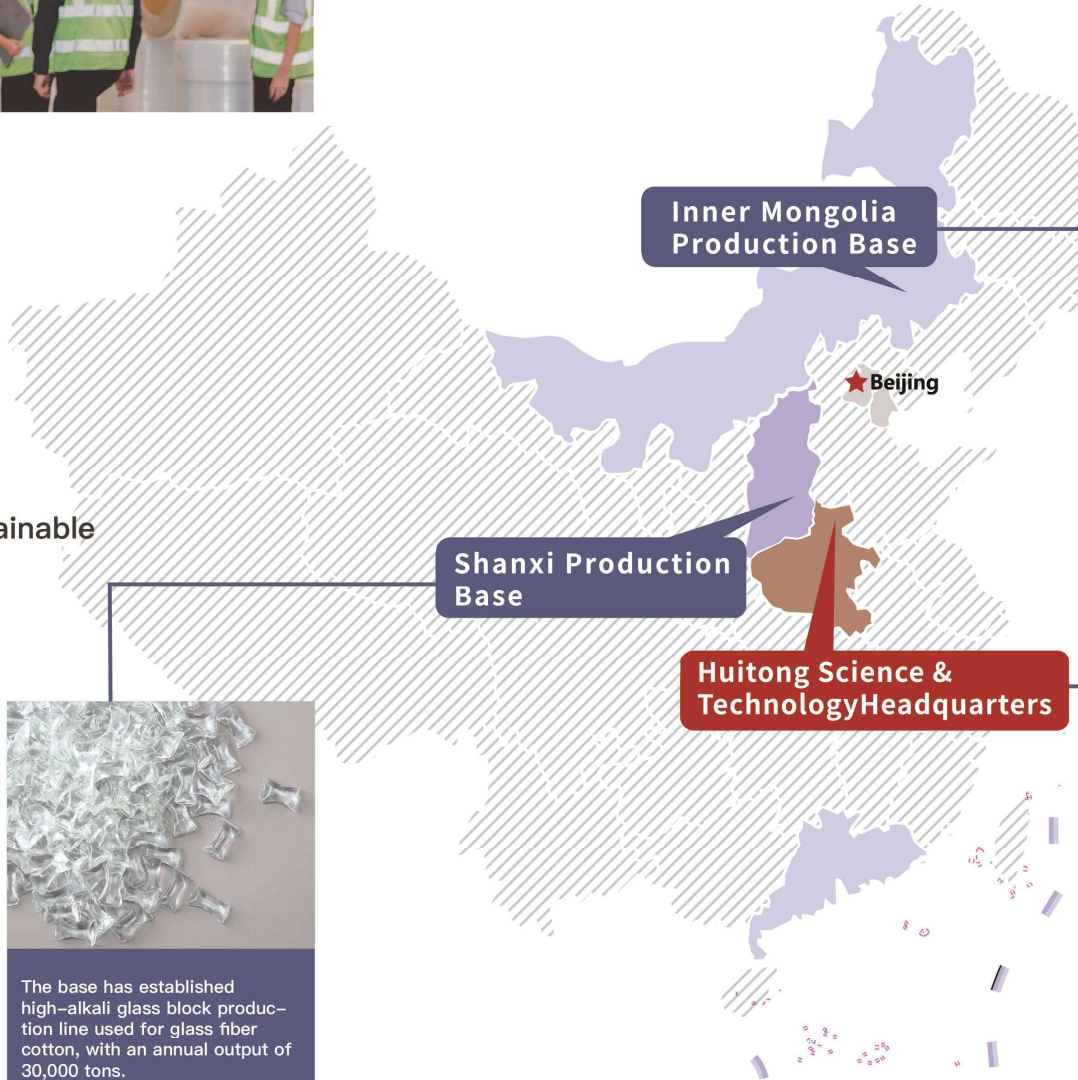 Inner Mongolia
Production Base
Beijing
ainable
Shanxi Production
Base
Huitong Science &
TechnologyHeadquarters
The base has established
high-alkali glass block produc-
tion line used for glass fiber
cotton, with an annual output of
30,000 tons.